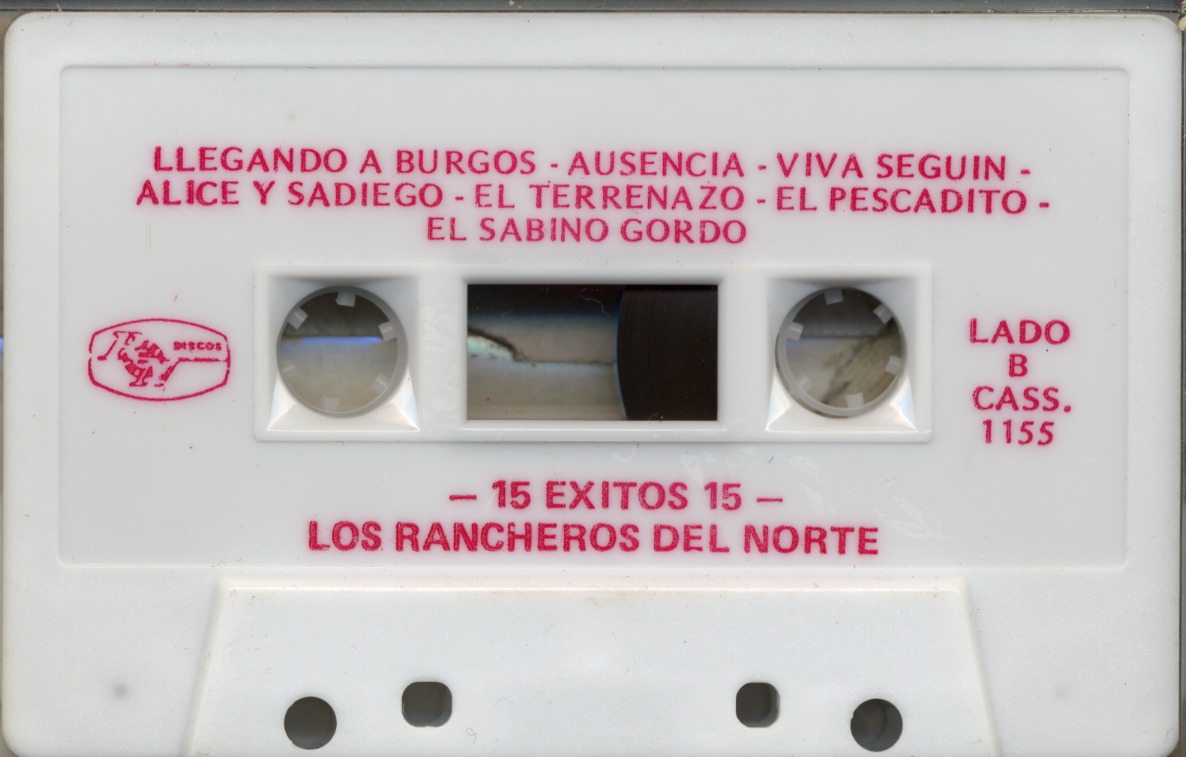 LLEGANDO A BURGOS - AUSENCIA - VIVA SEGUIN -
ALICE Y SADIEGO - EL TERRENAZO - EL PESCADITO -
EL SABINO GORDO
DISCOS
LADO
B
CASS.
1155
— 15 EXITOS 15 —
LOS RANCHEROS DEL NORTE